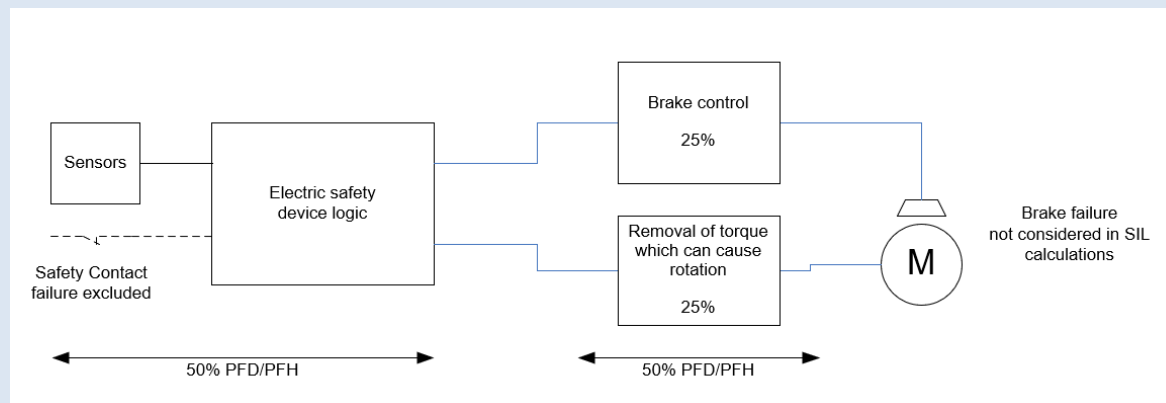 Sensors
Safety Contact
failure excluded
Electric safety
device logic
50% PFD/PFH
Brake control
25%
Removal of torque
which can cause
rotation
25%
50% PFD/PFH
M
Brake failure
not considered in SIL
calculations